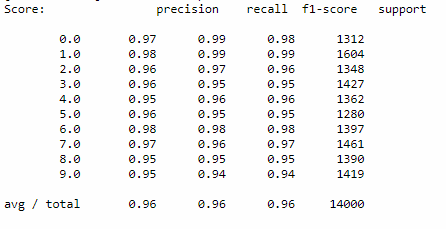 Score: precision recall f1-score support
0.0 0.97 0.99 0.98 1312
1.0 0.98 0.99 0.99 1604
2.0 0.96 0.97 0.96 1348
3.0 0.96 0.95 0.95 1427
4.0 0.95 0.96 0.96 1362
5.0 0.96 0.95 0.95 1280
6.0 0.98 0.98 0.98 1397
7.0 0.97 0.96 0.97 1461
8.0 0.95 0.95 0.95 1390
9.0 0.95 0.94 0.94 1419
avg / total 0.96 0.96 0.96 14000